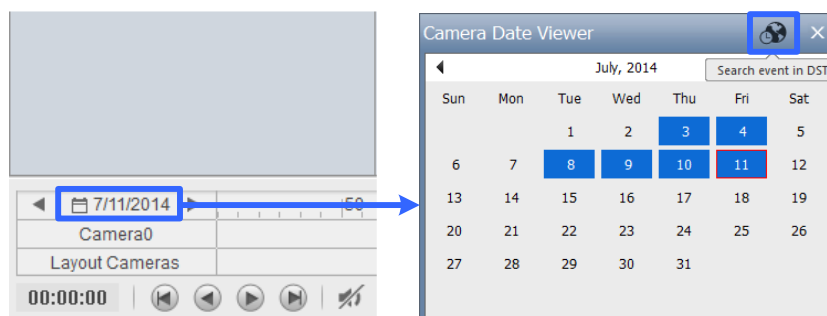 7/11/2014
50
Camera0
Layout Cameras
00:00:00
Camera Date Viewer
July, 2014
Search event in DST
Sun Mon Tue Wed Thu Fri Sat
1 2 3 4 5
6 7 8 9 10 11 12
13 14 15 16 17 18 19
20 21 22 23 24 25 26
27 28 29 30 31